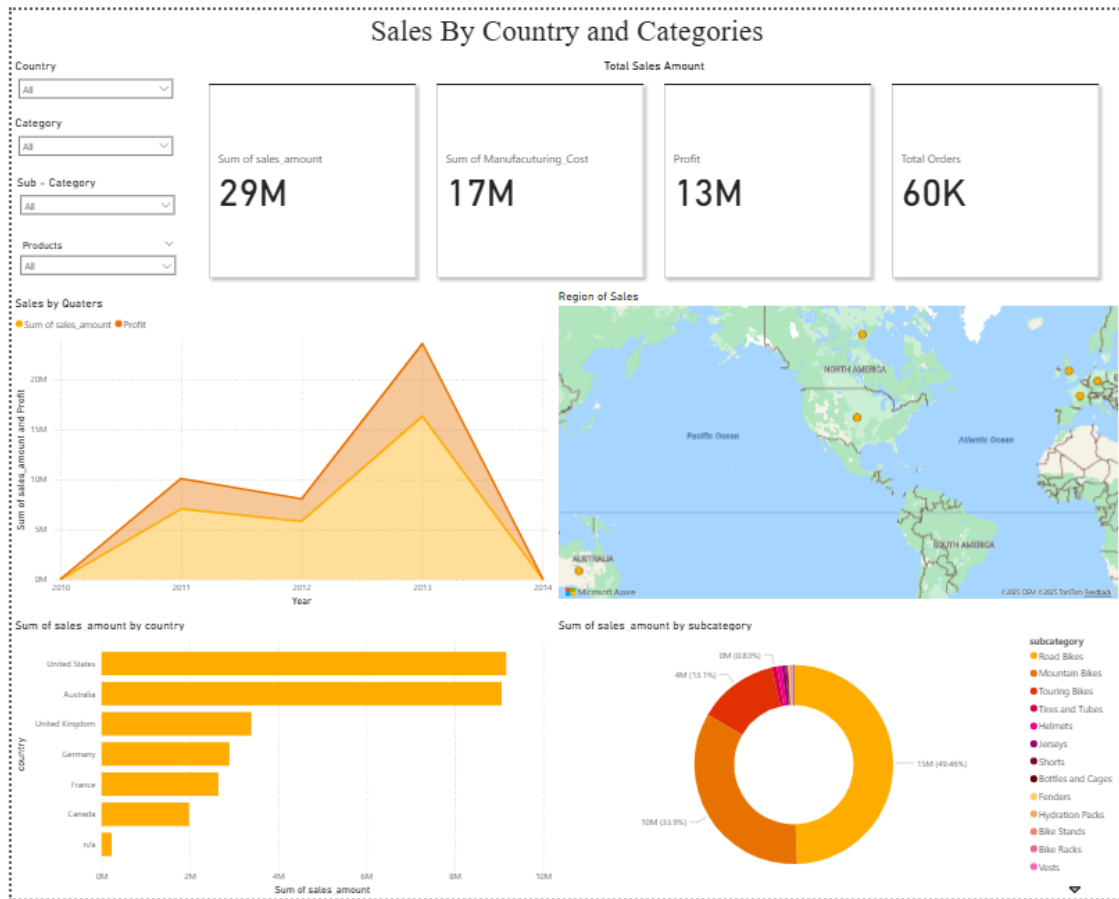 Sales By Country and Categories
Country
All
Category
All
Sub - Category
All
Products
All
Total Sales Amount
Sum of sales_amount
29M
Sum of Manufacuturing_Cost
17M
Profit
13M
Total Orders
60K
Sales by Quaters
Sum of sales_amount Profit
Sum of sales_amount and Profit
20M
15M
10M
5M
0M
2010 2011 2012 2013 2014
Year
Region of Sales
NORTH AMERICA
Pacific Ocean
Atlantic Ocean
AUSTRALIA
SOUTH AMERICA
Microsoft Azure
©2025 OSM ©2025 TomTom Feedback
Sum of sales_amount by country
country
United States
Australia
United Kingdom
Germany
France
Canada
n/a
0M 2M 4M 6M 8M 10M
Sum of sales_amount
Sum of sales_amount by subcategory
0M (0.83%)
4M (13.1%)
15M (49.46%)
10M (33.9%)
subcategory
Road Bikes
Mountain Bikes
Touring Bikes
Tires and Tubes
Helmets
Jerseys
Shorts
Bottles and Cages
Fenders
Hydration Packs
Bike Stands
Bike Racks
Vests